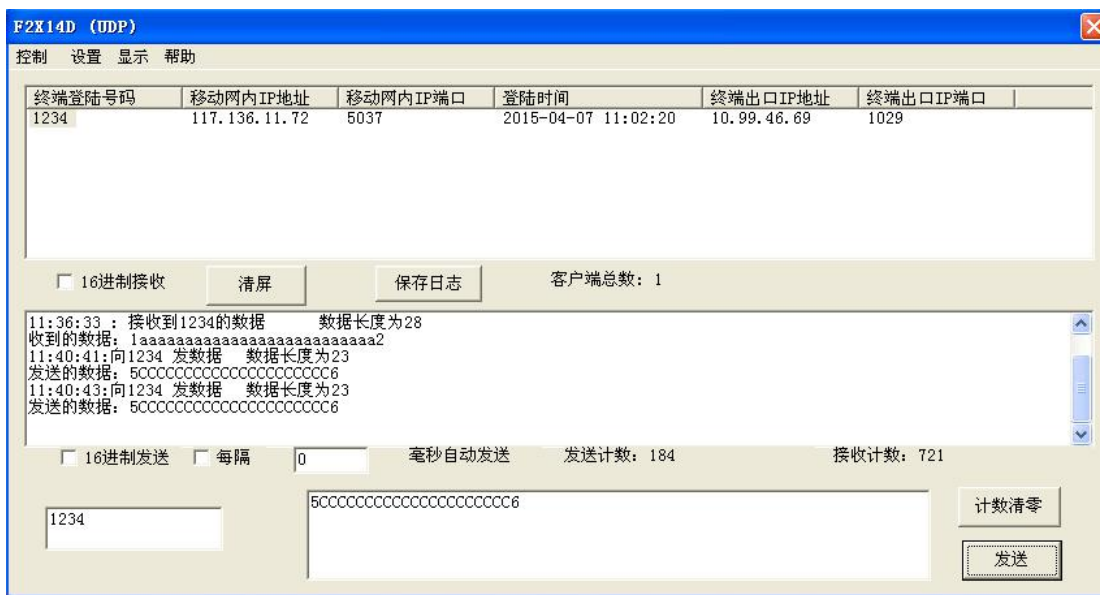 F2X14D (UDP)
控制 设置 显示 帮助
终端登陆号码 移动网内IP地址 移动网内IP端口 登陆时间 终端出口IP地址 终端出口IP端口
1234 117.136.11.72 5037 2015-04-07 11:02:20 10.99.46.69 1029
16进制接收 清屏 保存日志 客户端总数: 1
11:36:33 : 接收到1234的数据 数据长度为28
收到的数据: 1aaaaaaaaaaaaaaaaaaaaaaaaaa2
11:40:41:向1234 发数据 数据长度为23
发送的数据: 5CCCCCCCCCCCCCCCCCCCCC6
11:40:43:向1234 发数据 数据长度为23
发送的数据: 5CCCCCCCCCCCCCCCCCCCCC6
16进制发送 每隔 0 毫秒自动发送 发送计数: 184 接收计数: 721
1234
5CCCCCCCCCCCCCCCCCCCCC6
计数清零
发送